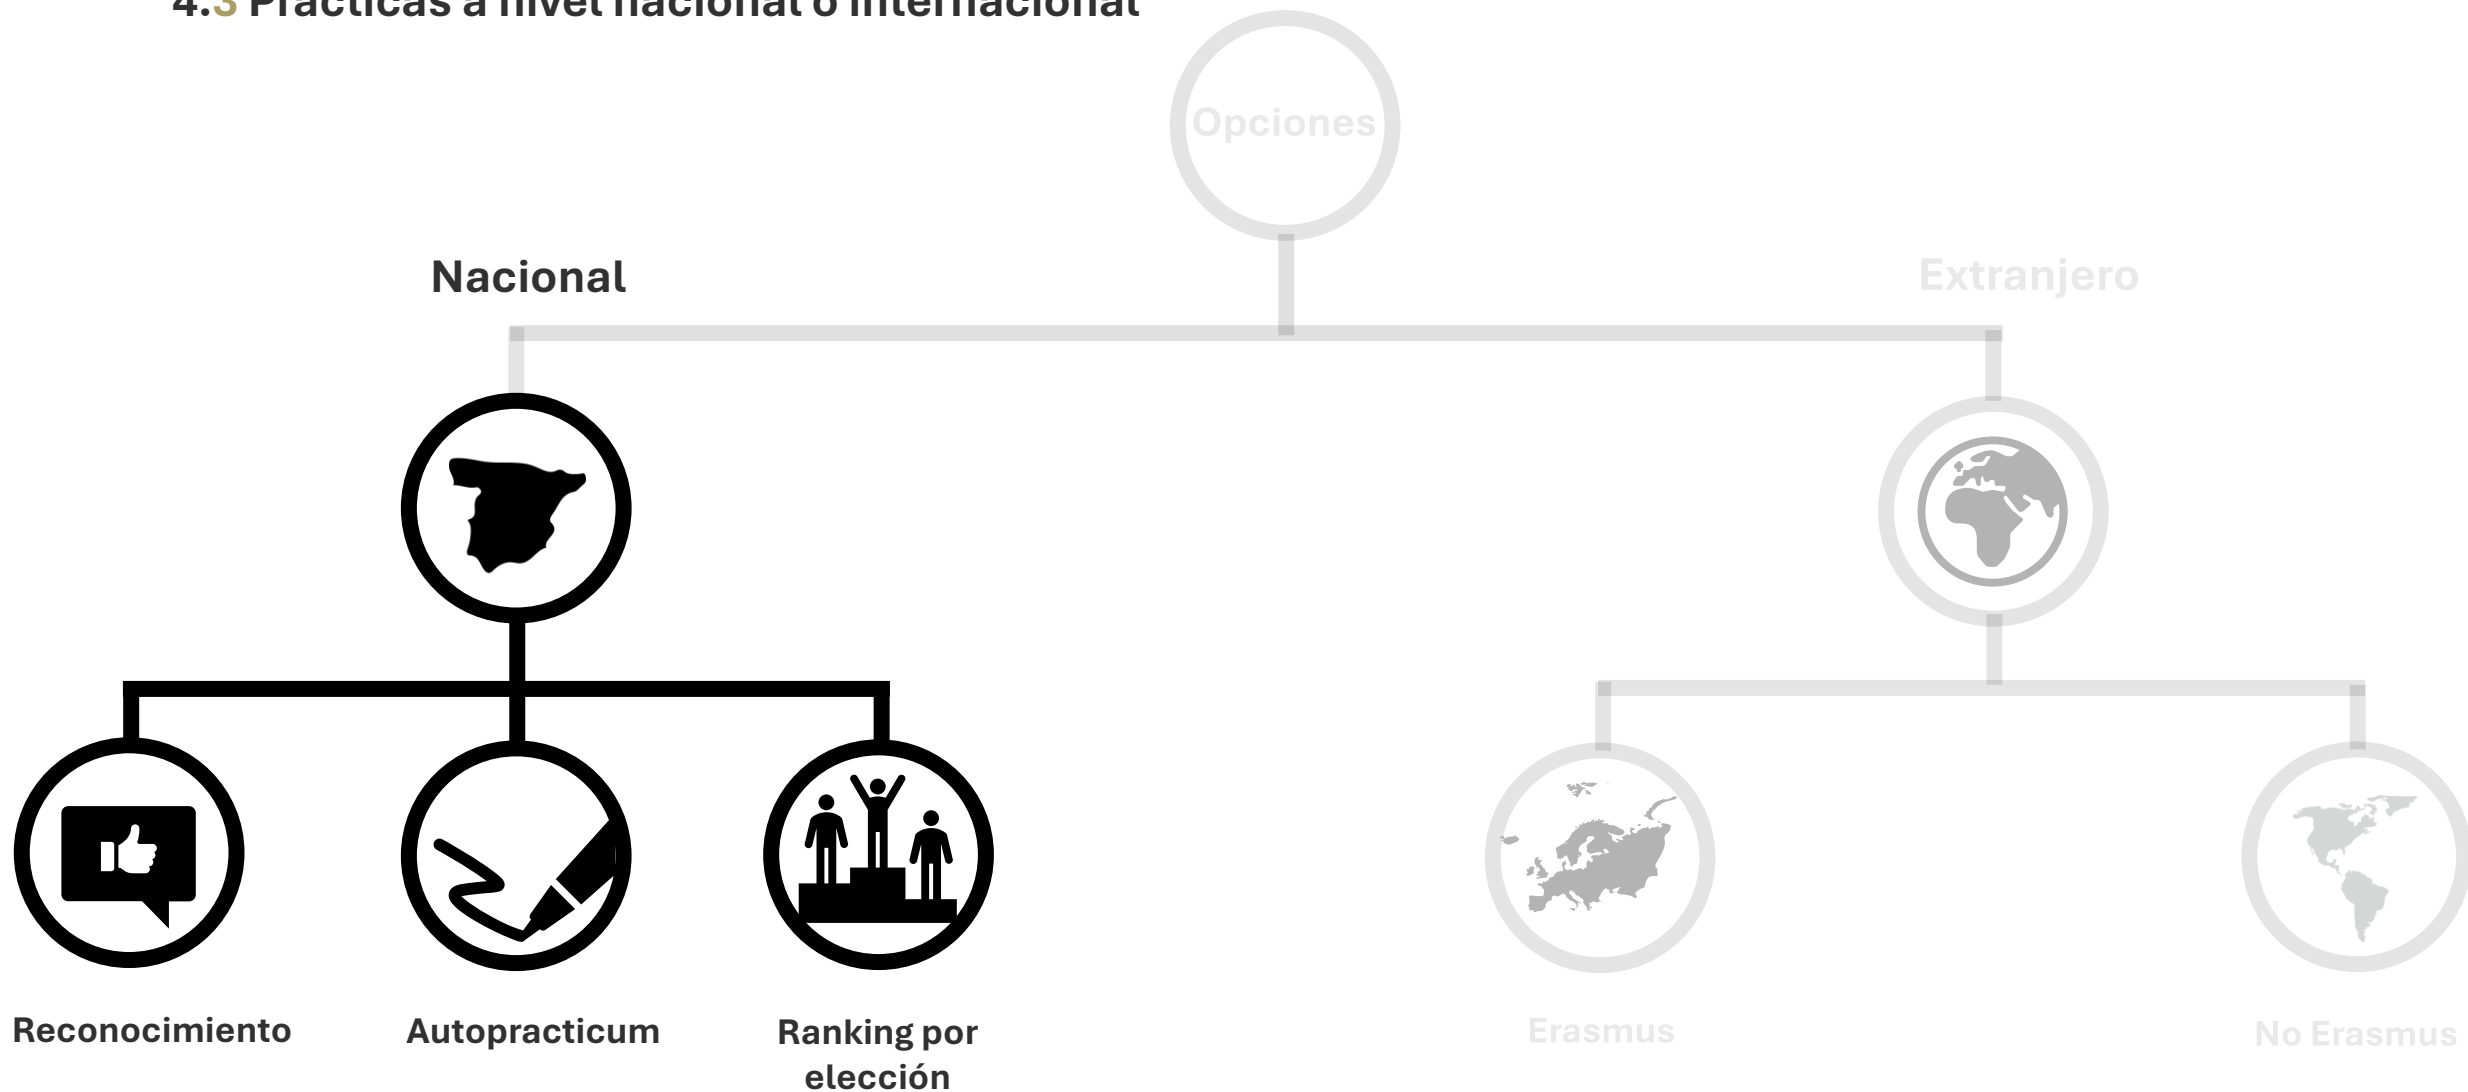 4.3 Prácticas a nivel nacional o internacional
Opciones
Nacional
Extranjero
Reconocimiento
Autopracticum
Ranking por
elección
Erasmus
No Erasmus